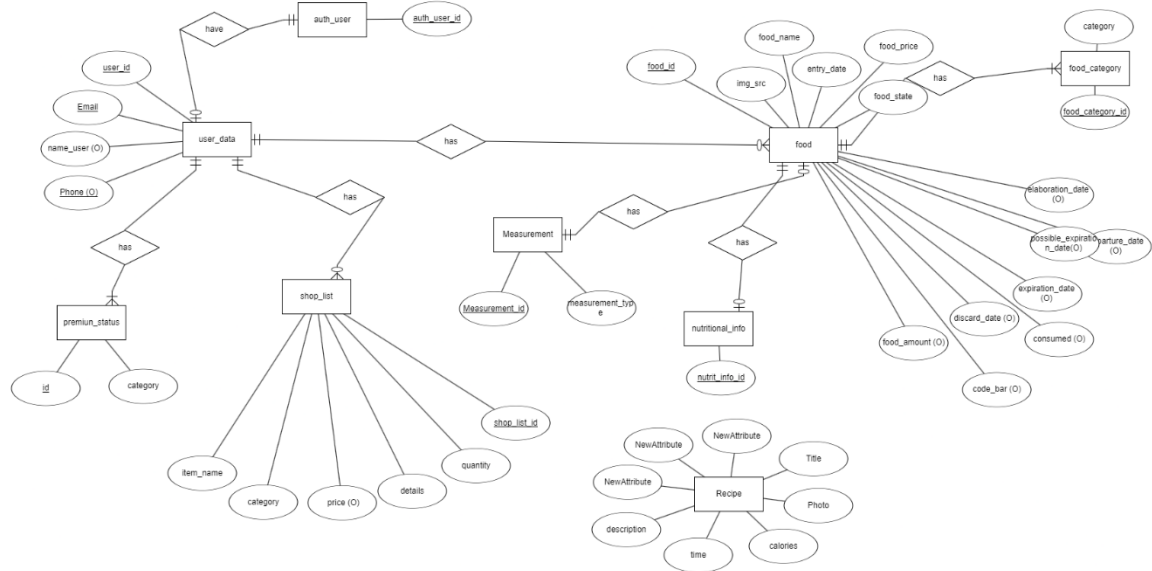 auth_user
auth_user_id
have
user_id
Email
name_user (O)
Phone (O)
user_data
has
food
food_id
food_name
img_src
entry_date
food_price
food_state
has
category
food_category
food_category_id
has
premiun_status
id
category
has
shop_list
item_name
category
price (O)
details
quantity
shop_list_id
has
Measurement
Measurement_id
measurement_typ
e
has
nutritional_info
nutrit_info_id
elaboration_date
(O)
possible_expiratio
n_date(O)
parture_date
(O)
expiration_date
(O)
discard_date (O)
consumed (O)
food_amount (O)
code_bar (O)
Recipe
NewAttribute
NewAttribute
NewAttribute
Title
Photo
description
time
calories